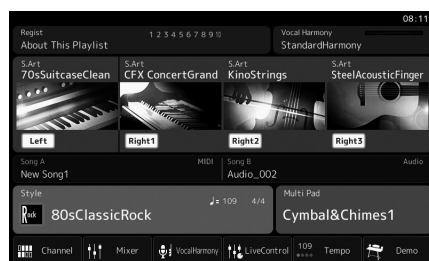 08:11
Regist 1 2 3 4 5 6 7 8 9 10 Vocal Harmony
About This Playlist StandardHarmony
S.Art S.Art S.Art S.Art
70sSuitcaseClean CFX ConcertGrand KinoStrings SteelAcousticFinger
Left Right1 Right2 Right3
Song A MIDI Song B Audio
New Song1 Audio_002
Style ♩= 109 4/4 Multi Pad
Rock 80sClassicRock Cymbal&Chimes1
Channel Mixer VocalHarmony LiveControl 109 Tempo Demo